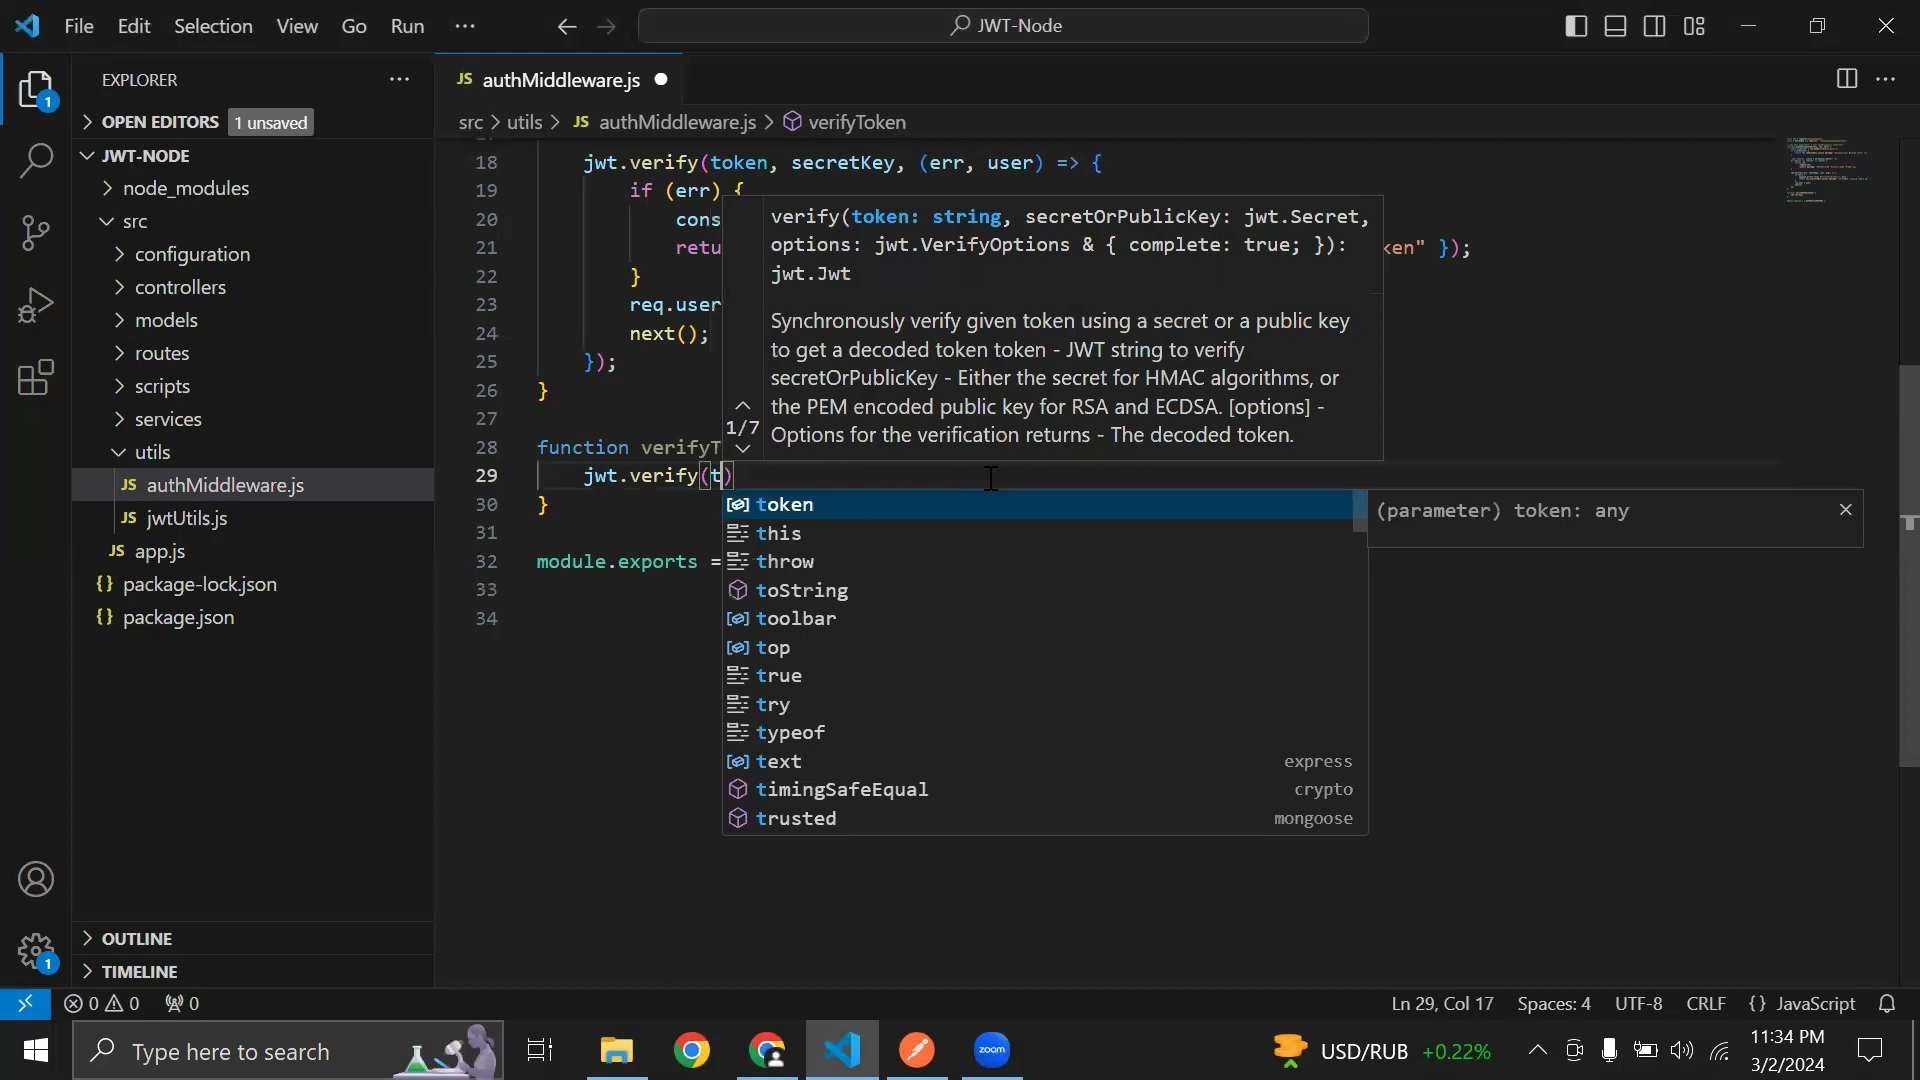 File Edit Selection View Go Run ... JWT-Node
EXPLORER ...
JS authMiddleware.js
OPEN EDITORS 1 unsaved
src > utils > JS authMiddleware.js > verifyToken
JWT-NODE
node_modules
src
configuration
controllers
models
routes
scripts
services
utils
JS authMiddleware.js
JS jwtUtils.js
JS app.js
{} package-lock.json
{} package.json
OUTLINE
TIMELINE
18 jwt.verify(token, secretKey, (err, user) => {
19 if (err) {
20 cons
21 retu ken" });
22 }
23 req.user
24 next();
25 });
26 }
27
28 function verifyT
29 jwt.verify(t)
30 }
31
32 module.exports =
33
34
verify(token: string, secretOrPublicKey: jwt.Secret,
options: jwt.VerifyOptions & { complete: true; }):
jwt.Jwt
Synchronously verify given token using a secret or a public key
to get a decoded token token - JWT string to verify
secretOrPublicKey - Either the secret for HMAC algorithms, or
the PEM encoded public key for RSA and ECDSA. [options] -
Options for the verification returns - The decoded token.
1/7
token
this
throw
toString
toolbar
top
true
try
typeof
text express
timingSafeEqual crypto
trusted mongoose
(parameter) token: any
1
1
0 0 0
Ln 29, Col 17 Spaces: 4 UTF-8 CRLF {} JavaScript
Type here to search
zoom
USD/RUB +0.22%
11:34 PM
3/2/2024